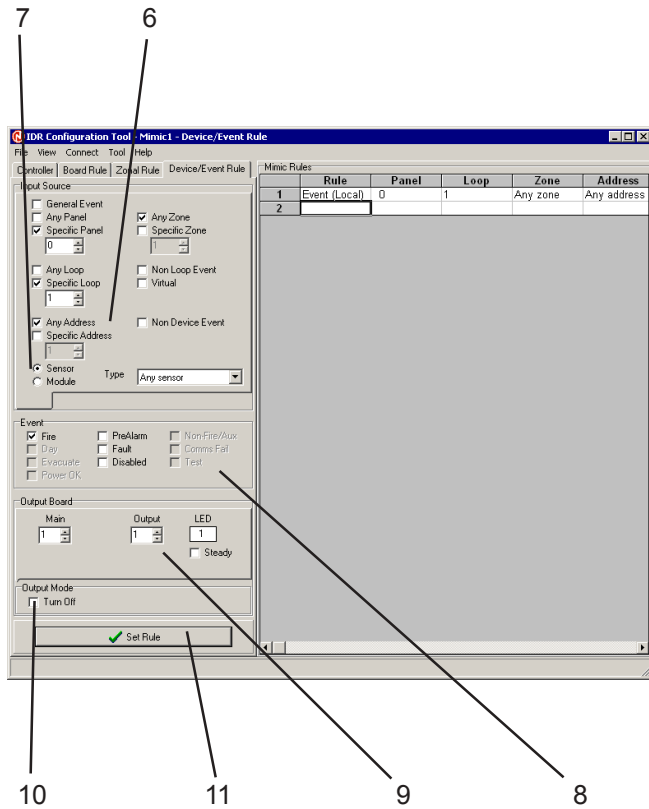 7 6
IDR Configuration Tool - Mimic1 - Device/Event Rule
File View Connect Tool Help
Controller Board Rule Zonal Rule Device/Event Rule
Mimic Rules
Rule Panel Loop Zone Address
1 Event (Local) 0 1 Any zone Any address
2
Input Source
General Event
Any Panel Any Zone
Specific Panel Specific Zone
0 1
Any Loop Non Loop Event
Specific Loop Virtual
1
Any Address Non Device Event
Specific Address
1
Sensor
Module Type Any sensor
Event
Fire PreAlarm Non-Fire/Aux
Day Fault Comms Fail
Evacuate Disabled Test
Power OK
Output Board
Main Output LED
1 1 1
Steady
Output Mode
Turn Off
Set Rule
10 11 9 8